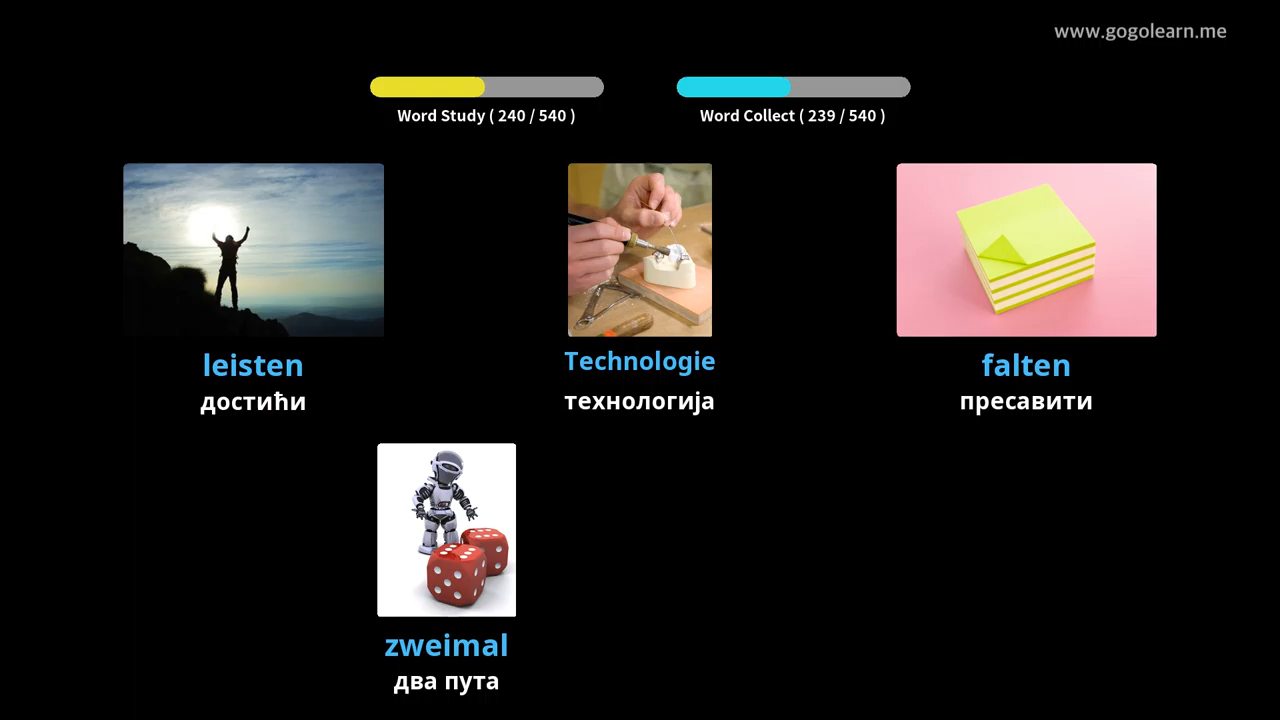 www.gogolearn.me
Word Study ( 240 / 540 )
Word Collect ( 239 / 540 )
leisten
достићи
Technologie
технологија
falten
пресавити
zweimal
два пута